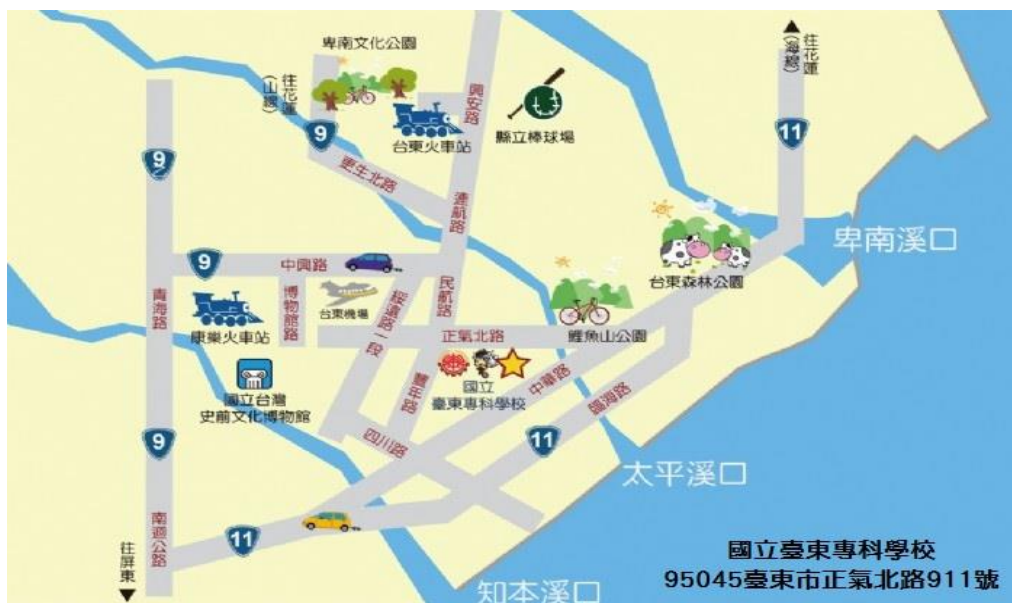 卑南文化公園
往花蓮
(山線)
往花蓮
(海線)
9
9
11
台東火車站
興安路
縣立棒球場
更生北路
連航路
卑南溪口
台東森林公園
9
中興路
青海路
博物館路
台東機場
綏遠路一段
民航路
康樂火車站
正氣北路
鯉魚山公園
國立台灣
史前文化博物館
豐年路
國立
臺東專科學校
中華路
臨海路
9
四川路
11
太平溪口
南迴公路
11
往屏東
知本溪口
國立臺東專科學校
95045臺東市正氣北路911號